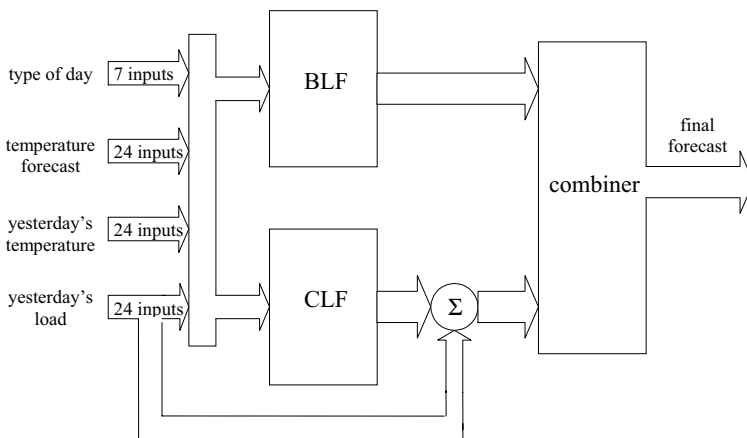 type of day
7 inputs
BLF
temperature
forecast
24 inputs
final
forecast
combiner
yesterday's
temperature
24 inputs
yesterday's
load
24 inputs
CLF
Σ